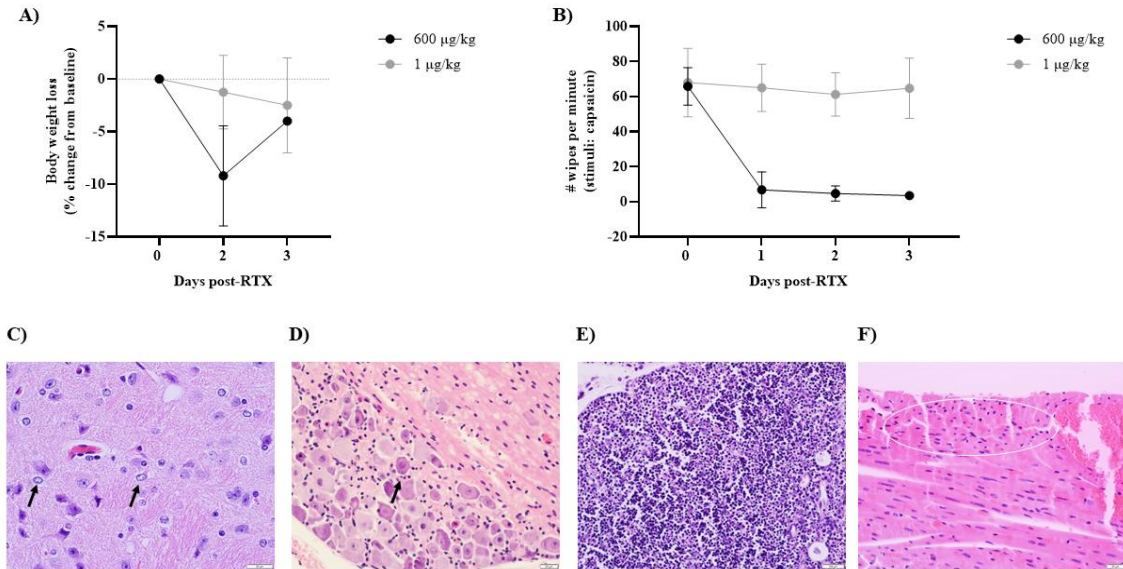 A)
5
0
-5
-10
-15
0
2
3
Body weight loss
(% change from baseline)
Days post-RTX
600 μg/kg
1 μg/kg
B)
100
80
60
40
20
0
-20
0
1
2
3
# wipes per minute
(stimuli: capsaicin)
Days post-RTX
600 μg/kg
1 μg/kg
C)
D)
E)
F)